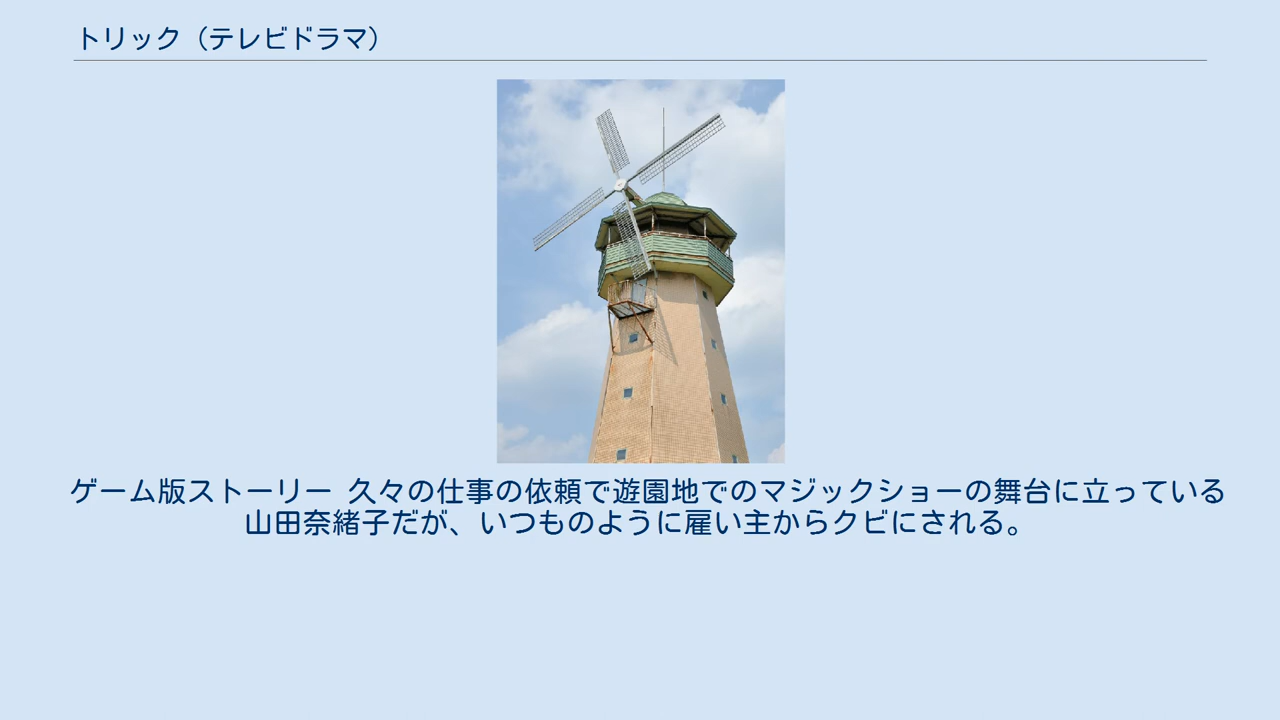 トリック（テレビドラマ）
ゲーム版ストーリー 久々の仕事の依頼で遊園地でのマジックショーの舞台に立っている
山田奈緒子だが、いつものように雇い主からクビにされる。